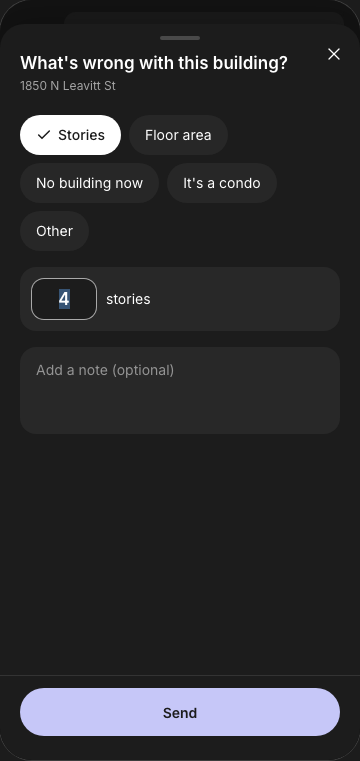 What's wrong with this building?
1850 N Leavitt St
Stories
Floor area
No building now
It's a condo
Other
4 stories
Add a note (optional)
Send